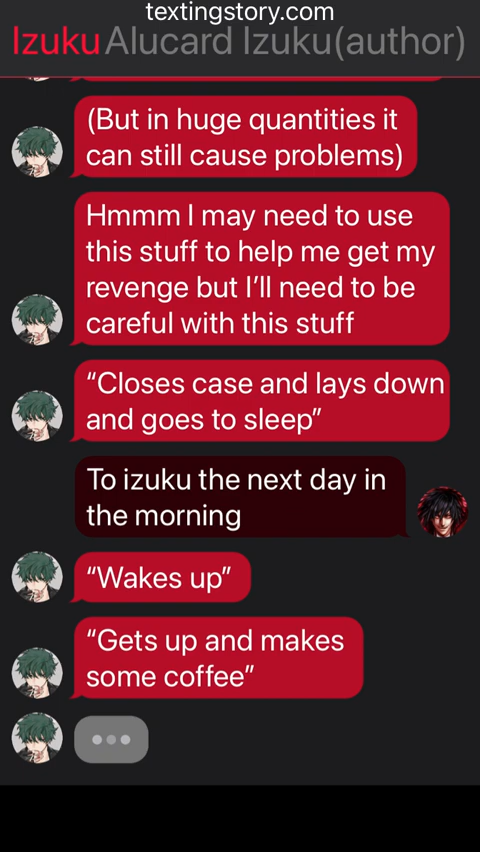 textingstory.com
Izuku Alucard Izuku(author)
(But in huge quantities it
can still cause problems)
Hmmm I may need to use
this stuff to help me get my
revenge but I’ll need to be
careful with this stuff
“Closes case and lays down
and goes to sleep”
To izuku the next day in
the morning
“Wakes up”
“Gets up and makes
some coffee”